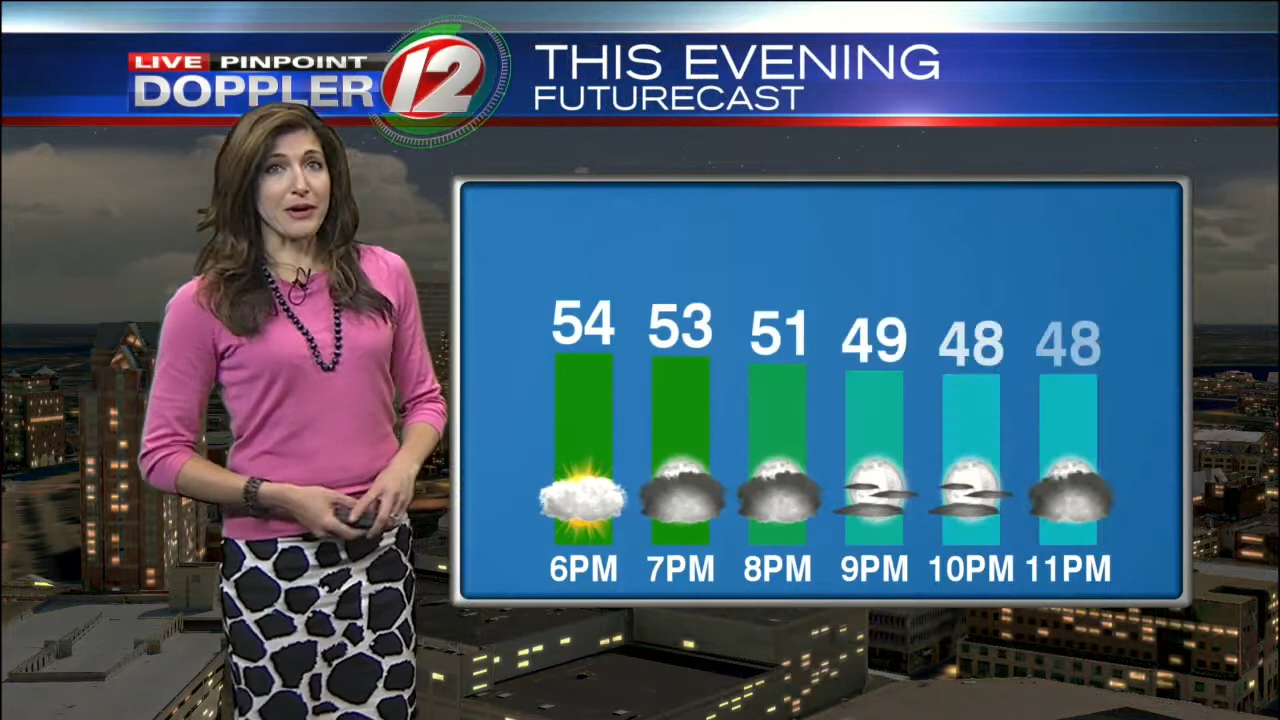 LIVE PINPOINT
DOPPLER 12
THIS EVENING
FUTURECAST
54 53 51 49 48 48
6PM 7PM 8PM 9PM 10PM 11PM